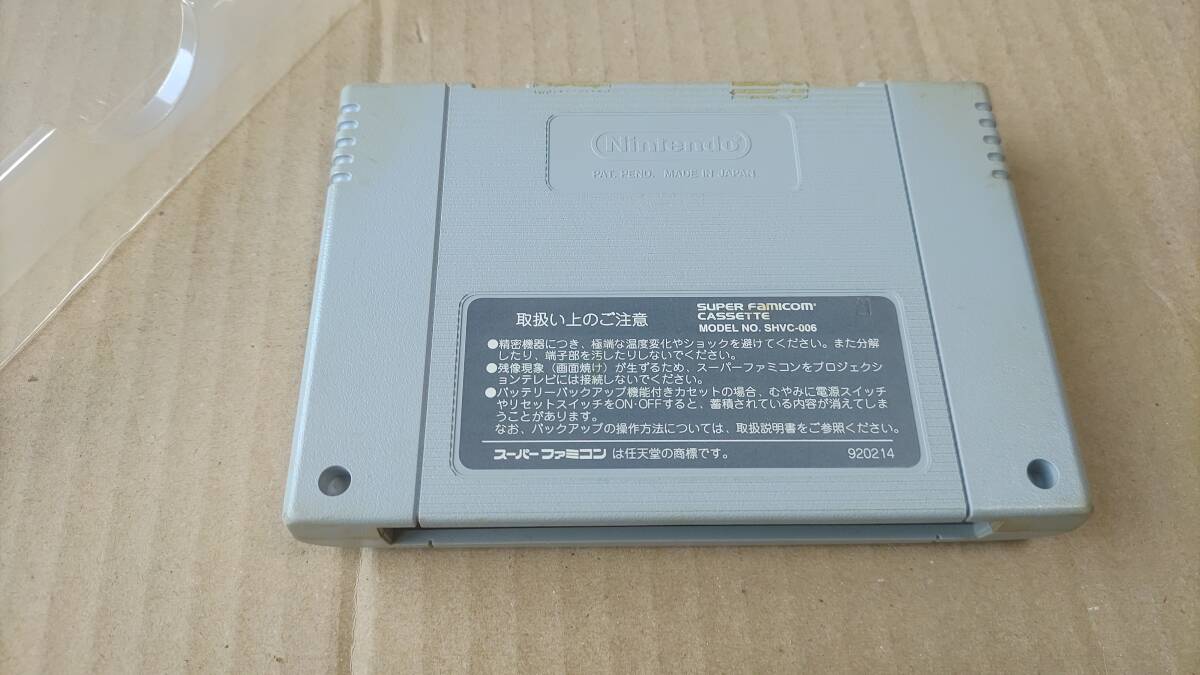 Nintendo
PAT. PEND. MADE IN JAPAN
取扱い上のご注意
SUPER FAMICOM
CASSETTE
MODEL NO. SHVC-006
●精密機器につき、極端な温度変化やショックを避けてください。また分解
したり、端子部を汚したりしないでください。
●残像現象（画面焼け）が生ずるため、スーパーファミコンをプロジェクシ
ョンテレビには接続しないでください。
●バッテリーバックアップ機能付きカセットの場合、むやみに電源スイッチ
やリセットスイッチをON・OFFすると、蓄積されている内容が消えてしま
うことがあります。
なお、バックアップの操作方法については、取扱説明書をご参照ください。
スーパーファミコン は任天堂の商標です。
920214